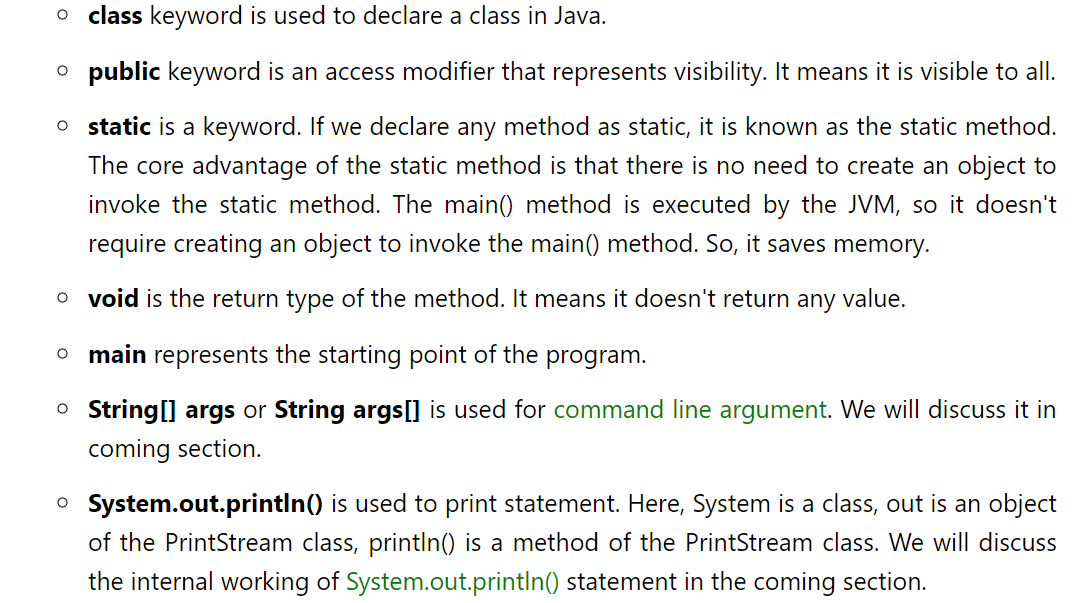 class keyword is used to declare a class in Java.
public keyword is an access modifier that represents visibility. It means it is visible to all.
static is a keyword. If we declare any method as static, it is known as the static method.
The core advantage of the static method is that there is no need to create an object to
invoke the static method. The main() method is executed by the JVM, so it doesn't
require creating an object to invoke the main() method. So, it saves memory.
void is the return type of the method. It means it doesn't return any value.
main represents the starting point of the program.
String[] args or String args[] is used for command line argument. We will discuss it in
coming section.
System.out.println() is used to print statement. Here, System is a class, out is an object
of the PrintStream class, println() is a method of the PrintStream class. We will discuss
the internal working of System.out.println() statement in the coming section.